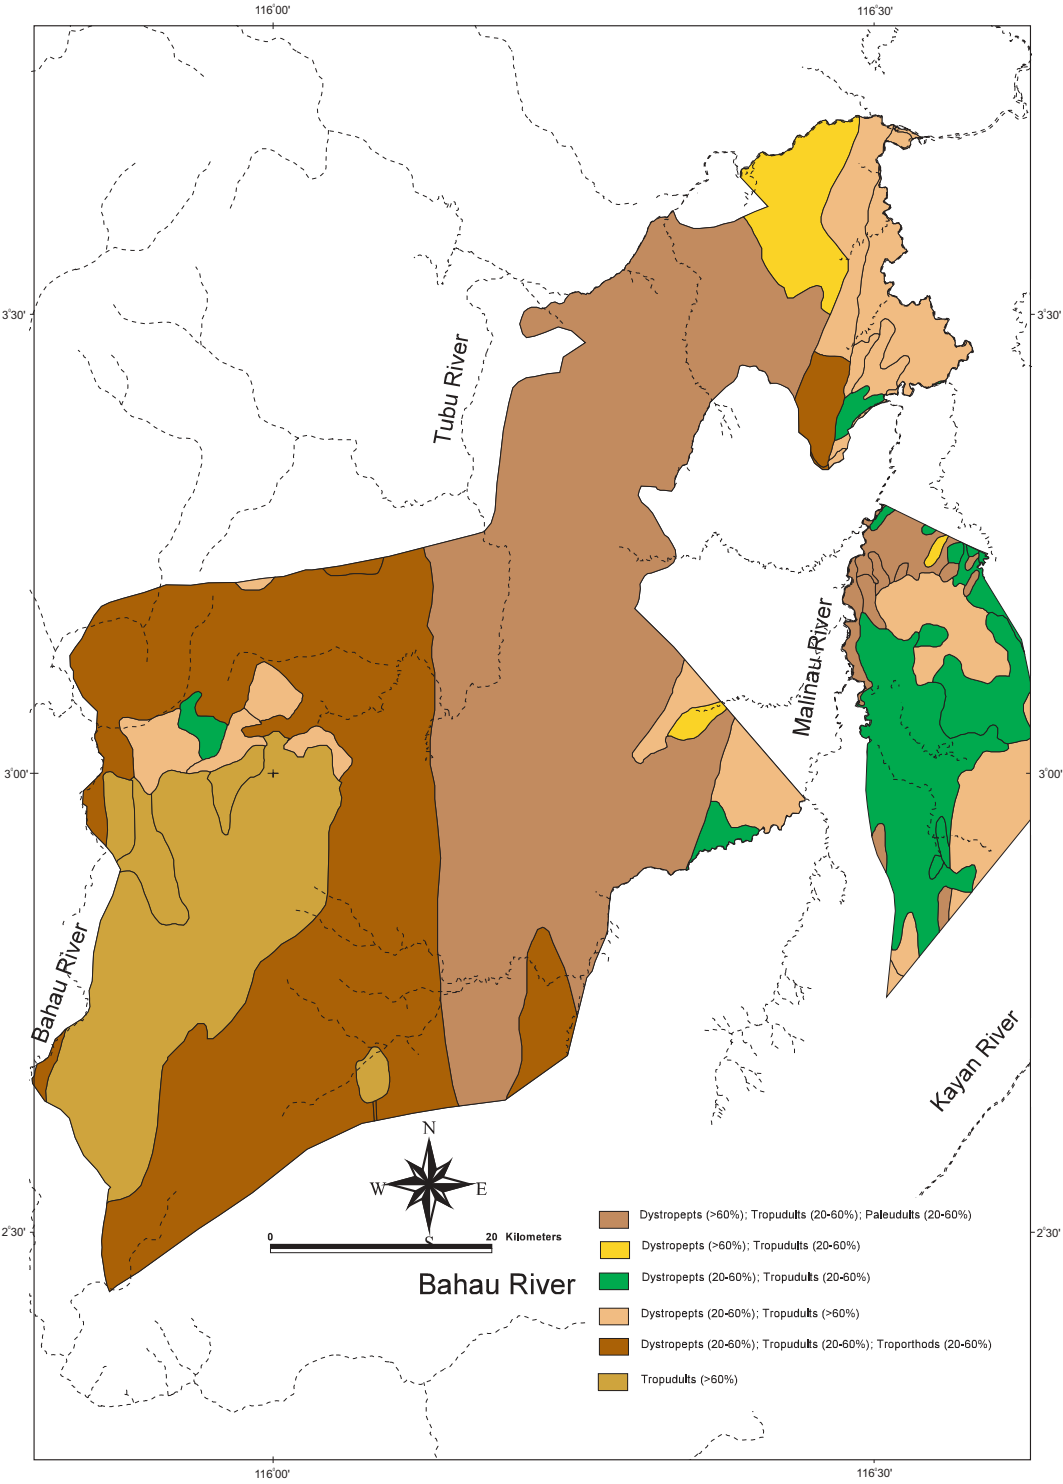 116°00' 116°30'
3°30' 3°30'
Tubu River
Malinau River
3°00' 3°00'
Bahau River
Kayan River
N
W E
S
0 20 Kilometers
2°30' 2°30'
Bahau River
Dystropepts (>60%); Tropudults (20-60%); Paleudults (20-60%)
Dystropepts (>60%); Tropudults (20-60%)
Dystropepts (20-60%); Tropudults (20-60%)
Dystropepts (20-60%); Tropudults (>60%)
Dystropepts (20-60%); Tropudults (20-60%); Troporthods (20-60%)
Tropudults (>60%)
116°00' 116°30'